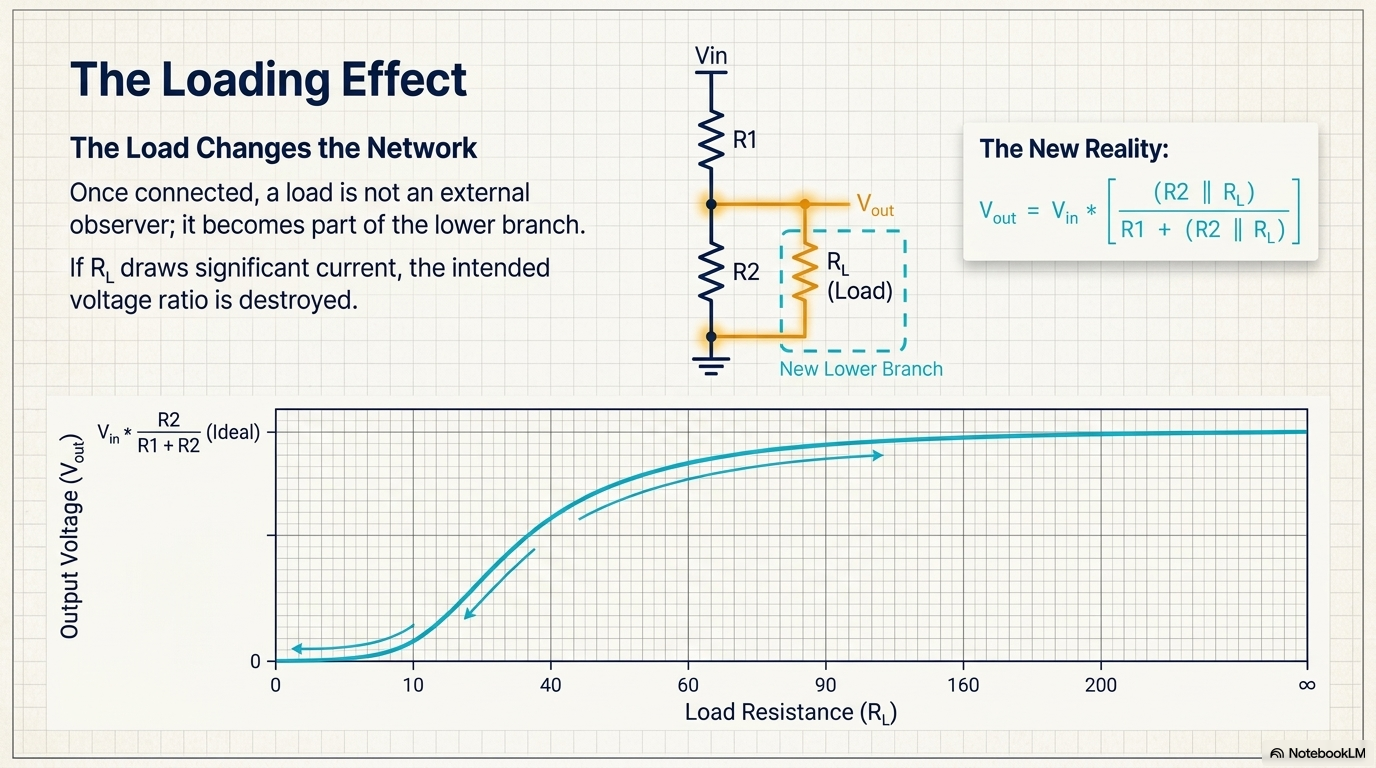 The Loading Effect
The Load Changes the Network
Once connected, a load is not an external
observer; it becomes part of the lower branch.
If RL draws significant current, the intended
voltage ratio is destroyed.
Vin
R1
Vout
R2
RL
(Load)
New Lower Branch
The New Reality:
Vout = Vin * [ (R2 ∥ RL) / R1 + (R2 ∥ RL) ]
Vin * R2 / R1 + R2 (Ideal)
Output Voltage (Vout)
0
0 10 40 60 90 160 200 ∞
Load Resistance (RL)
NotebookLM